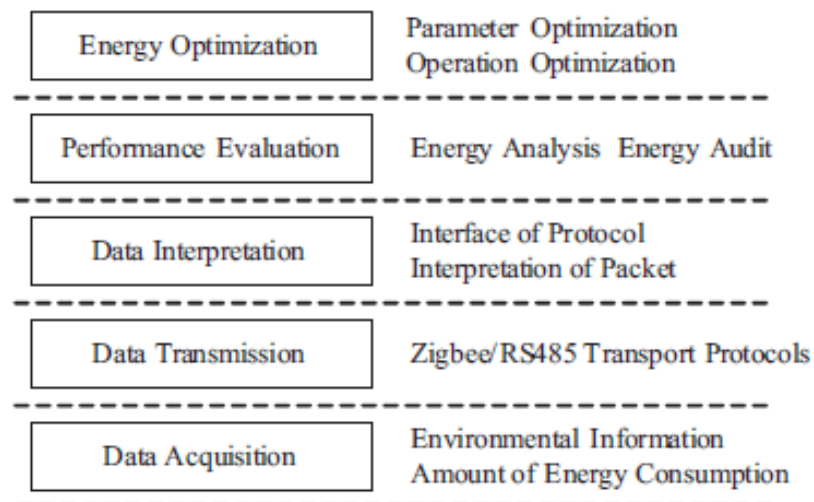 Energy Optimization
Parameter Optimization
Operation Optimization
Performance Evaluation
Energy Analysis Energy Audit
Data Interpretation
Interface of Protocol
Interpretation of Packet
Data Transmission
Zigbee/RS485 Transport Protocols
Data Acquisition
Environmental Information
Amount of Energy Consumption